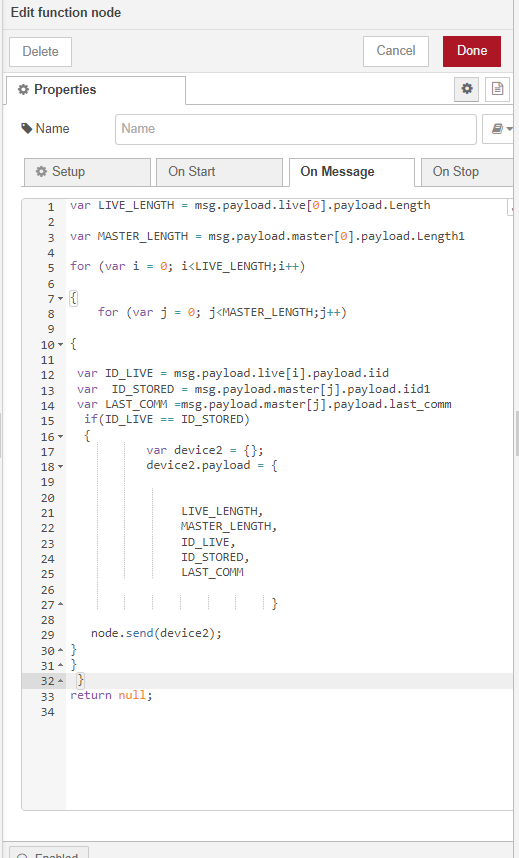 Edit function node
Delete
Cancel
Done
Properties
Name
Name
Setup
On Start
On Message
On Stop
1 var LIVE_LENGTH = msg.payload.live[0].payload.Length
2
3 var MASTER_LENGTH = msg.payload.master[0].payload.Length1
4
5 for (var i = 0; i<LIVE_LENGTH;i++)
6
7 {
8 for (var j = 0; j<MASTER_LENGTH;j++)
9
10 {
11
12 var ID_LIVE = msg.payload.live[i].payload.iid
13 var  ID_STORED = msg.payload.master[j].payload.iid1
14 var LAST_COMM =msg.payload.master[j].payload.last_comm
15 if(ID_LIVE == ID_STORED)
16 {
17 var device2 = {};
18 device2.payload = {
19
20
21 LIVE_LENGTH,
22 MASTER_LENGTH,
23 ID_LIVE,
24 ID_STORED,
25 LAST_COMM
26
27 }
28
29 node.send(device2);
30 }
31 }
32 }
33 return null;
34
Enabled